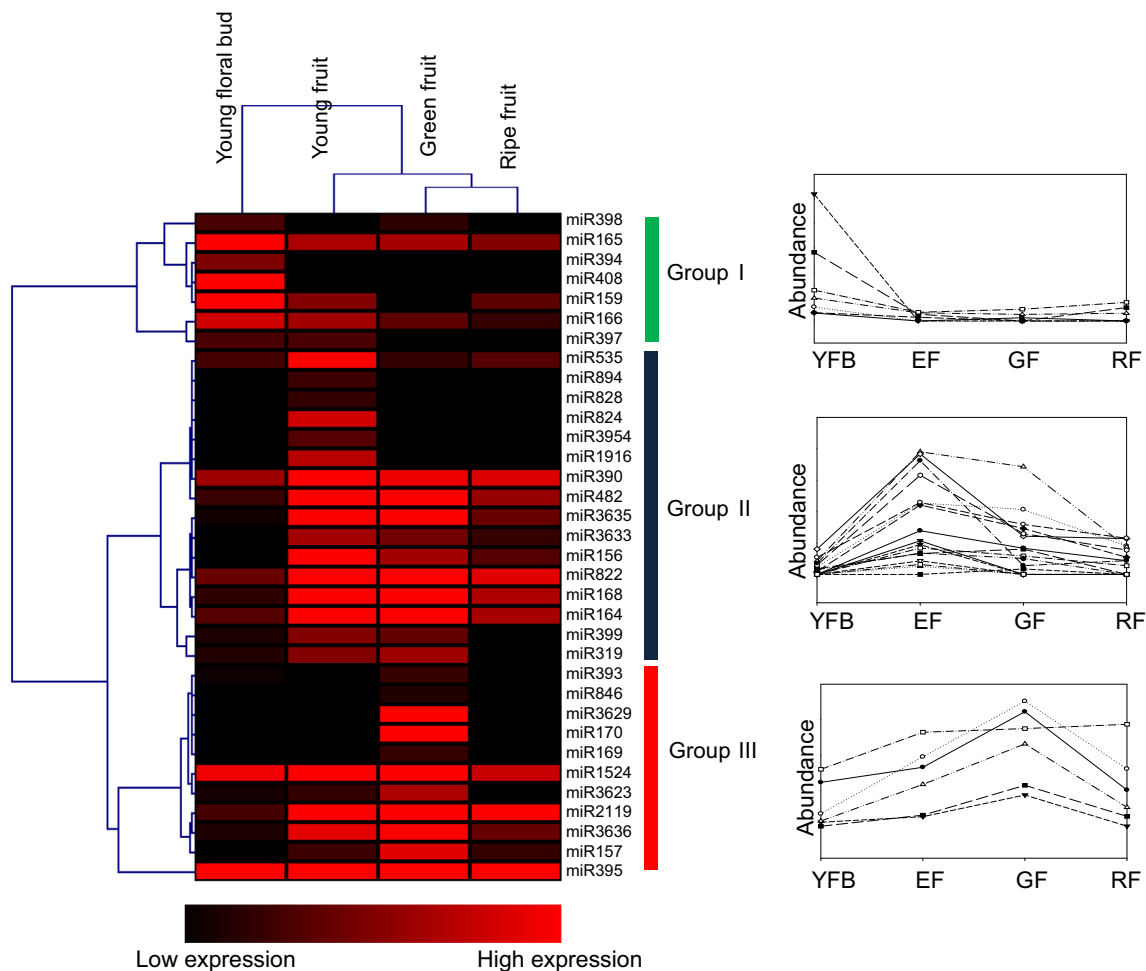 Young floral bud
Young fruit
Green fruit
Ripe fruit
miR398
miR165
miR394
miR408
miR159
miR166
miR397
miR535
miR894
miR828
miR824
miR3954
miR1916
miR390
miR482
miR3635
miR3633
miR156
miR822
miR168
miR164
miR399
miR319
miR393
miR846
miR3629
miR170
miR169
miR1524
miR3623
miR2119
miR3636
miR157
miR395
Group I
Group II
Group III
Low expression
High expression
Abundance
YFB EF GF RF
Abundance
YFB EF GF RF
Abundance
YFB EF GF RF